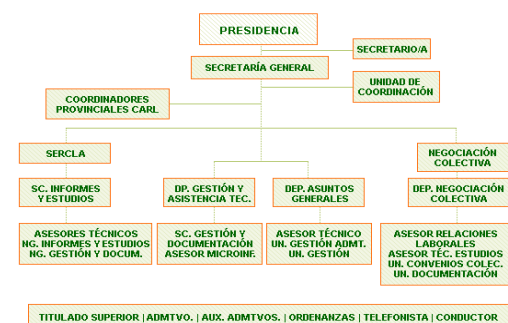 PRESIDENCIA
SECRETARIO/A
SECRETARÍA GENERAL
UNIDAD DE
COORDINACIÓN
COORDINADORES
PROVINCIALES CARL
SERCLA
NEGOCIACIÓN
COLECTIVA
SC. INFORMES
Y ESTUDIOS
DP. GESTIÓN Y
ASISTENCIA TEC.
DEP. ASUNTOS
GENERALES
DEP. NEGOCIACIÓN
COLECTIVA
ASESORES TÉCNICOS
NG. INFORMES Y ESTUDIOS
NG. GESTIÓN Y DOCUM.
SC. GESTIÓN Y
DOCUMENTACIÓN
ASESOR MICROINF.
ASESOR TÉCNICO
UN. GESTIÓN ADMT.
UN. GESTIÓN
ASESOR RELACIONES
LABORALES
ASESOR TÉC. ESTUDIOS
UN. CONVENIOS COLEC.
UN. DOCUMENTACIÓN
TITULADO SUPERIOR | ADMTVO. | AUX. ADMTVOS. | ORDENANZAS | TELEFONISTA | CONDUCTOR